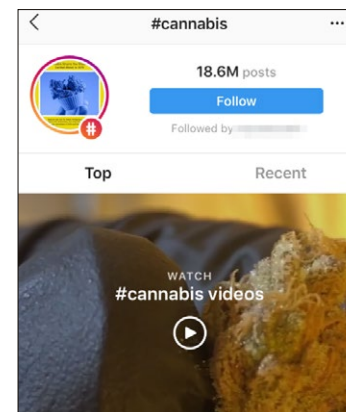 #cannabis
18.6M posts
Follow
Followed by
Top
Recent
WATCH
#cannabis videos